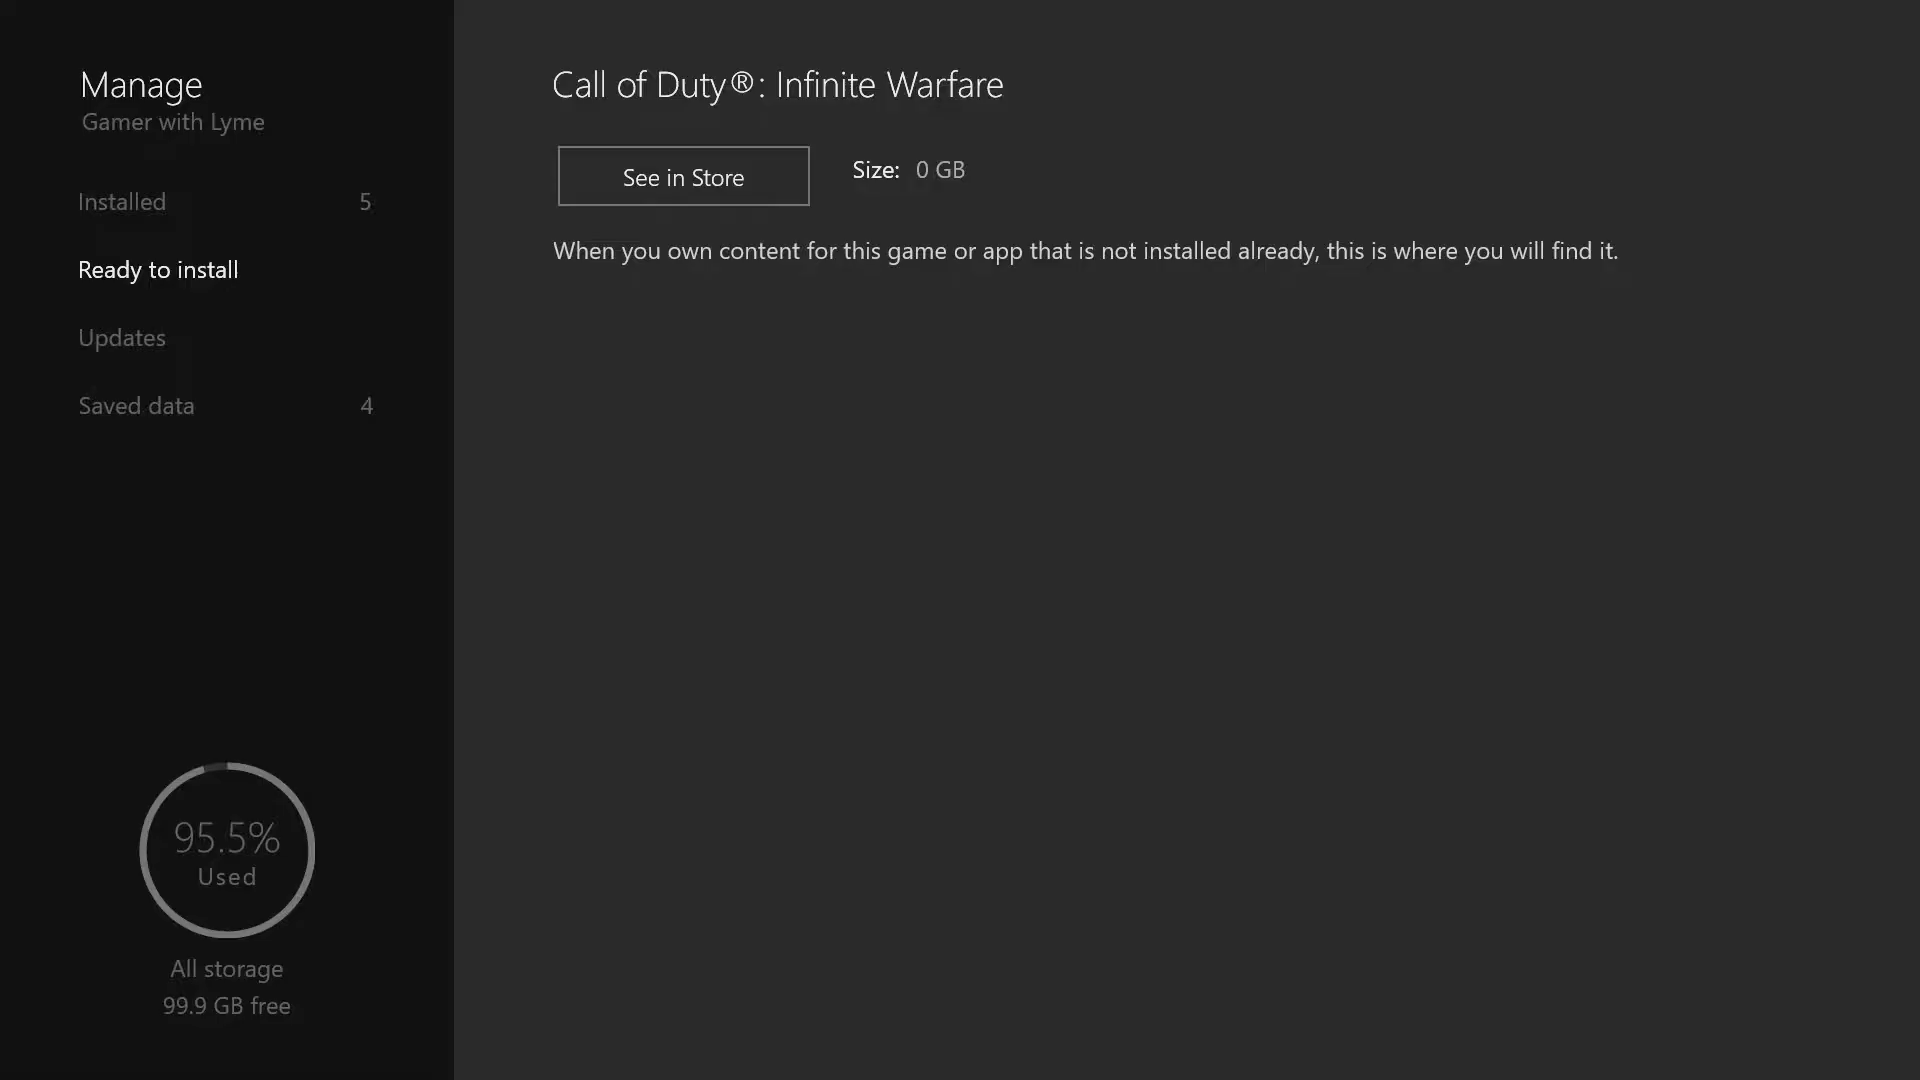 Manage
Gamer with Lyme
Installed 5
Ready to install
Updates
Saved data 4
95.5%
Used
All storage
99.9 GB free
Call of Duty®: Infinite Warfare
See in Store
Size: 0 GB
When you own content for this game or app that is not installed already, this is where you will find it.